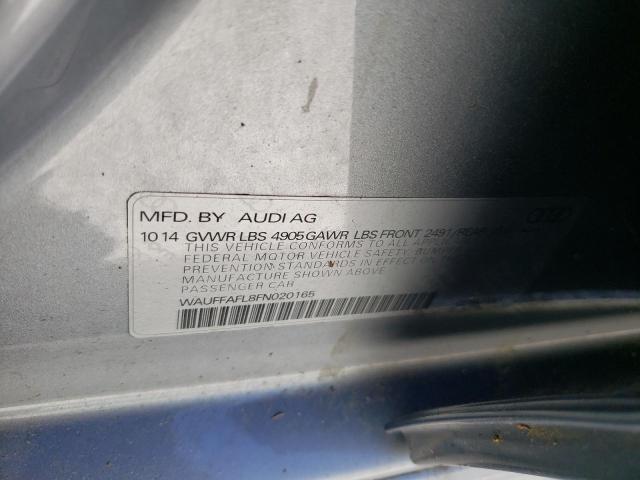 MFD. BY AUDI AG
10 14 GVWR LBS 4905 GAWR LBS FRONT 2491/REAR
THIS VEHICLE CONFORMS TO ALL
FEDERAL MOTOR VEHICLE SAFETY
PREVENTION STANDARDS IN EFFECT
MANUFACTURE SHOWN ABOVE
PASSENGER CAR
WAUFFAFL8FN020165